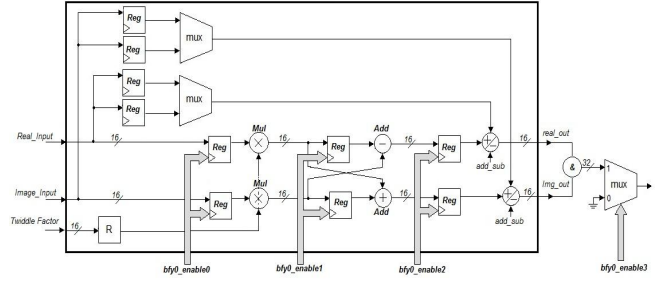 Reg
Reg
mux
Reg
Reg
mux
Real_Input
16
Reg
Mul
16
Reg
Add
16
Reg
16
real_out
add_sub
&
32
1
0
mux
Image_Input
16
Reg
Mul
16
Reg
Add
16
Reg
16
Img_out
add_sub
Twiddle Factor
16
R
bfy0_enable0
bfy0_enable1
bfy0_enable2
bfy0_enable3